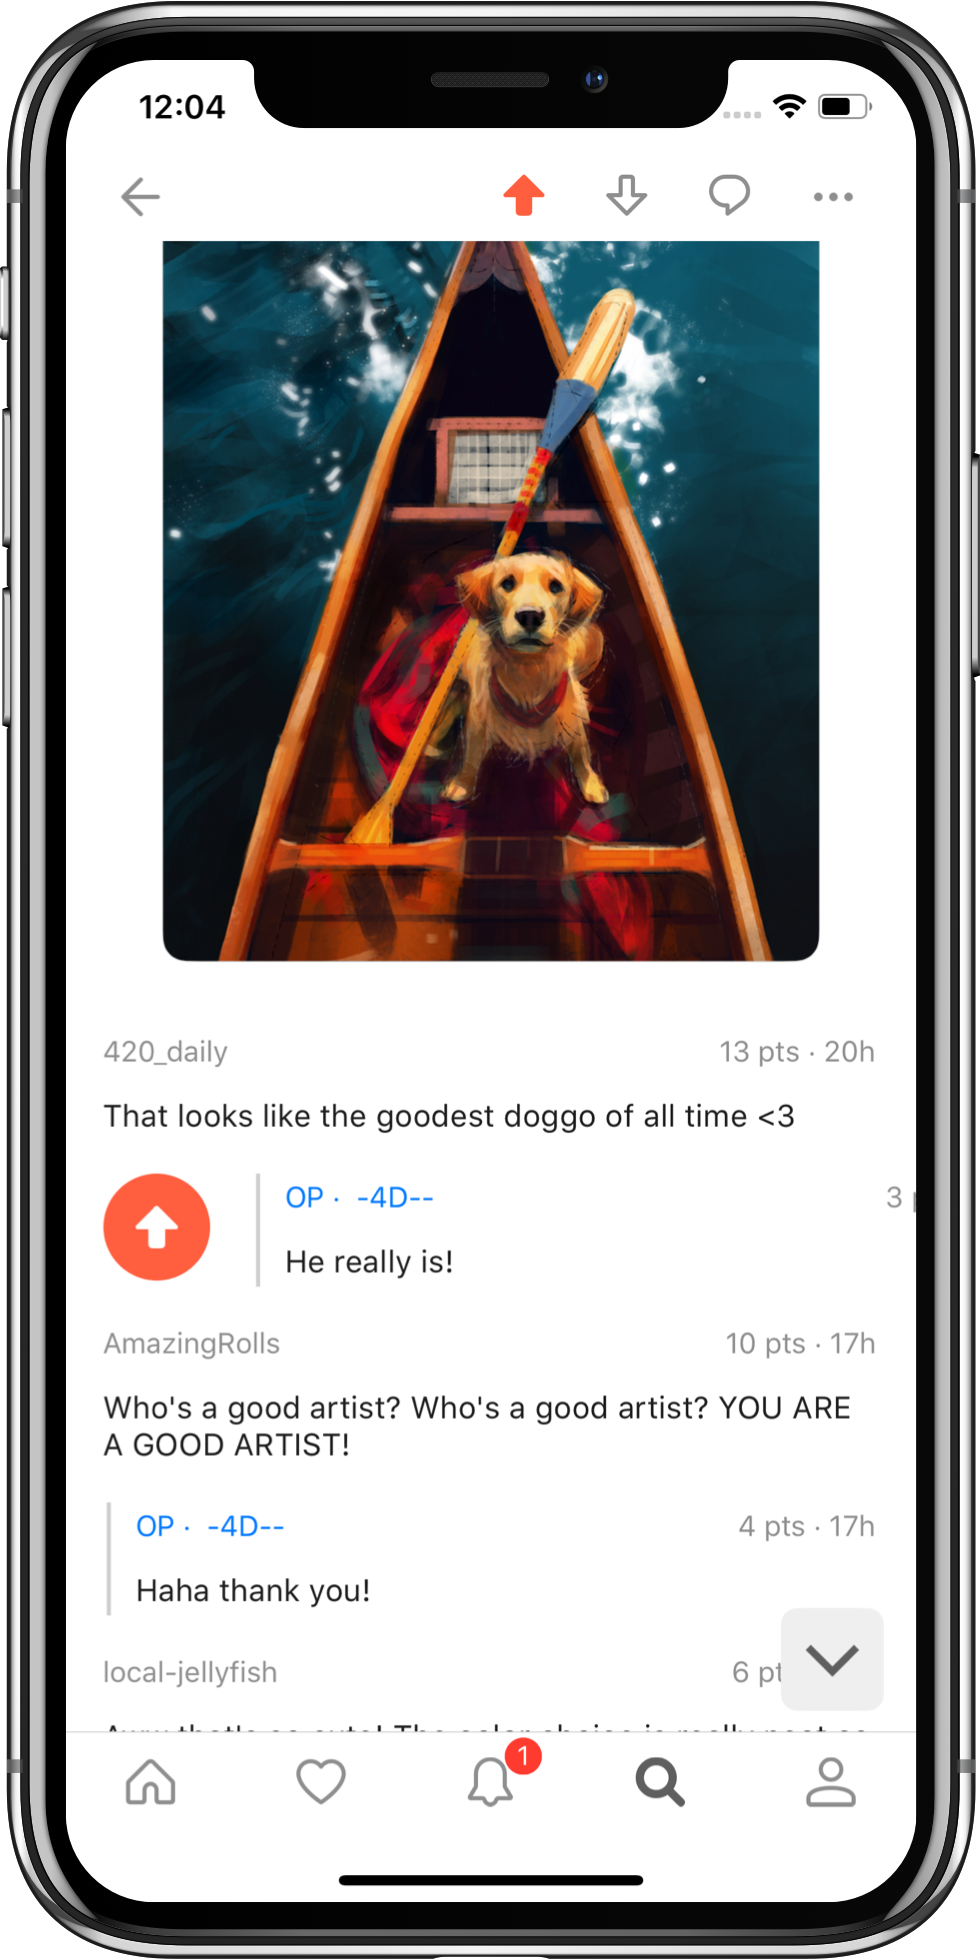 12:04
420_daily 13 pts · 20h
That looks like the goodest doggo of all time <3
OP · -4D-- 3
He really is!
AmazingRolls 10 pts · 17h
Who's a good artist? Who's a good artist? YOU ARE
A GOOD ARTIST!
OP · -4D-- 4 pts · 17h
Haha thank you!
local-jellyfish 6
1